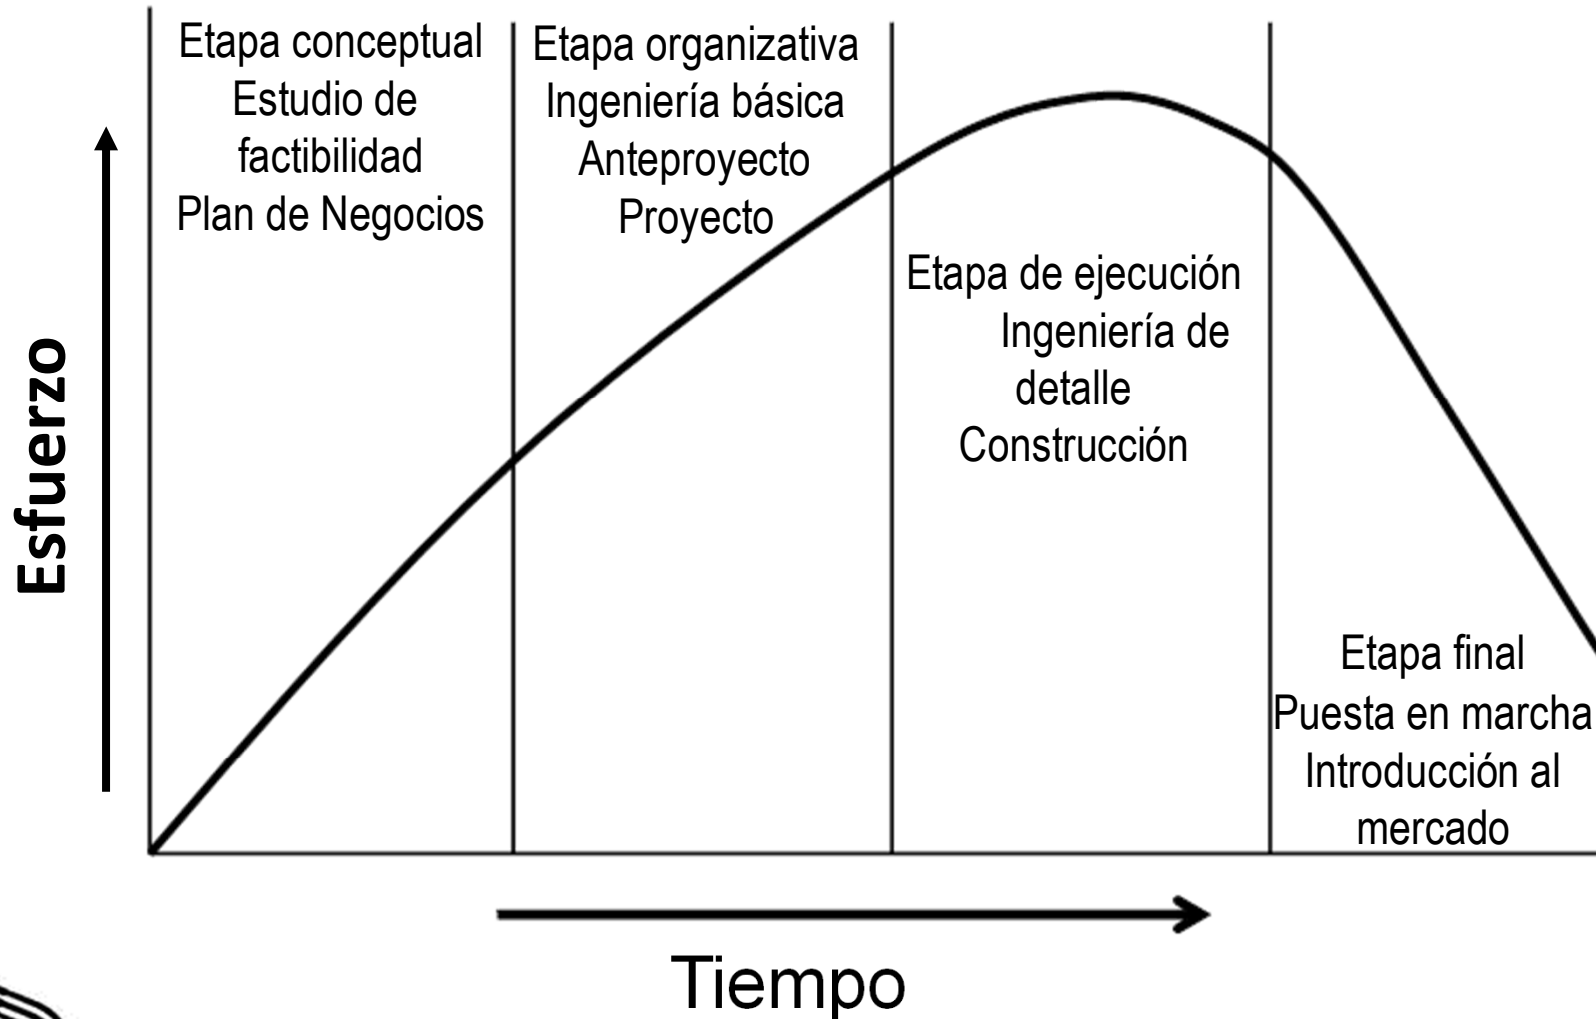 Etapa conceptual
Estudio de
factibilidad
Plan de Negocios
Etapa organizativa
Ingeniería básica
Anteproyecto
Proyecto
Etapa de ejecución
Ingeniería de
detalle
Construcción
Etapa final
Puesta en marcha
Introducción al
mercado
Esfuerzo
Tiempo